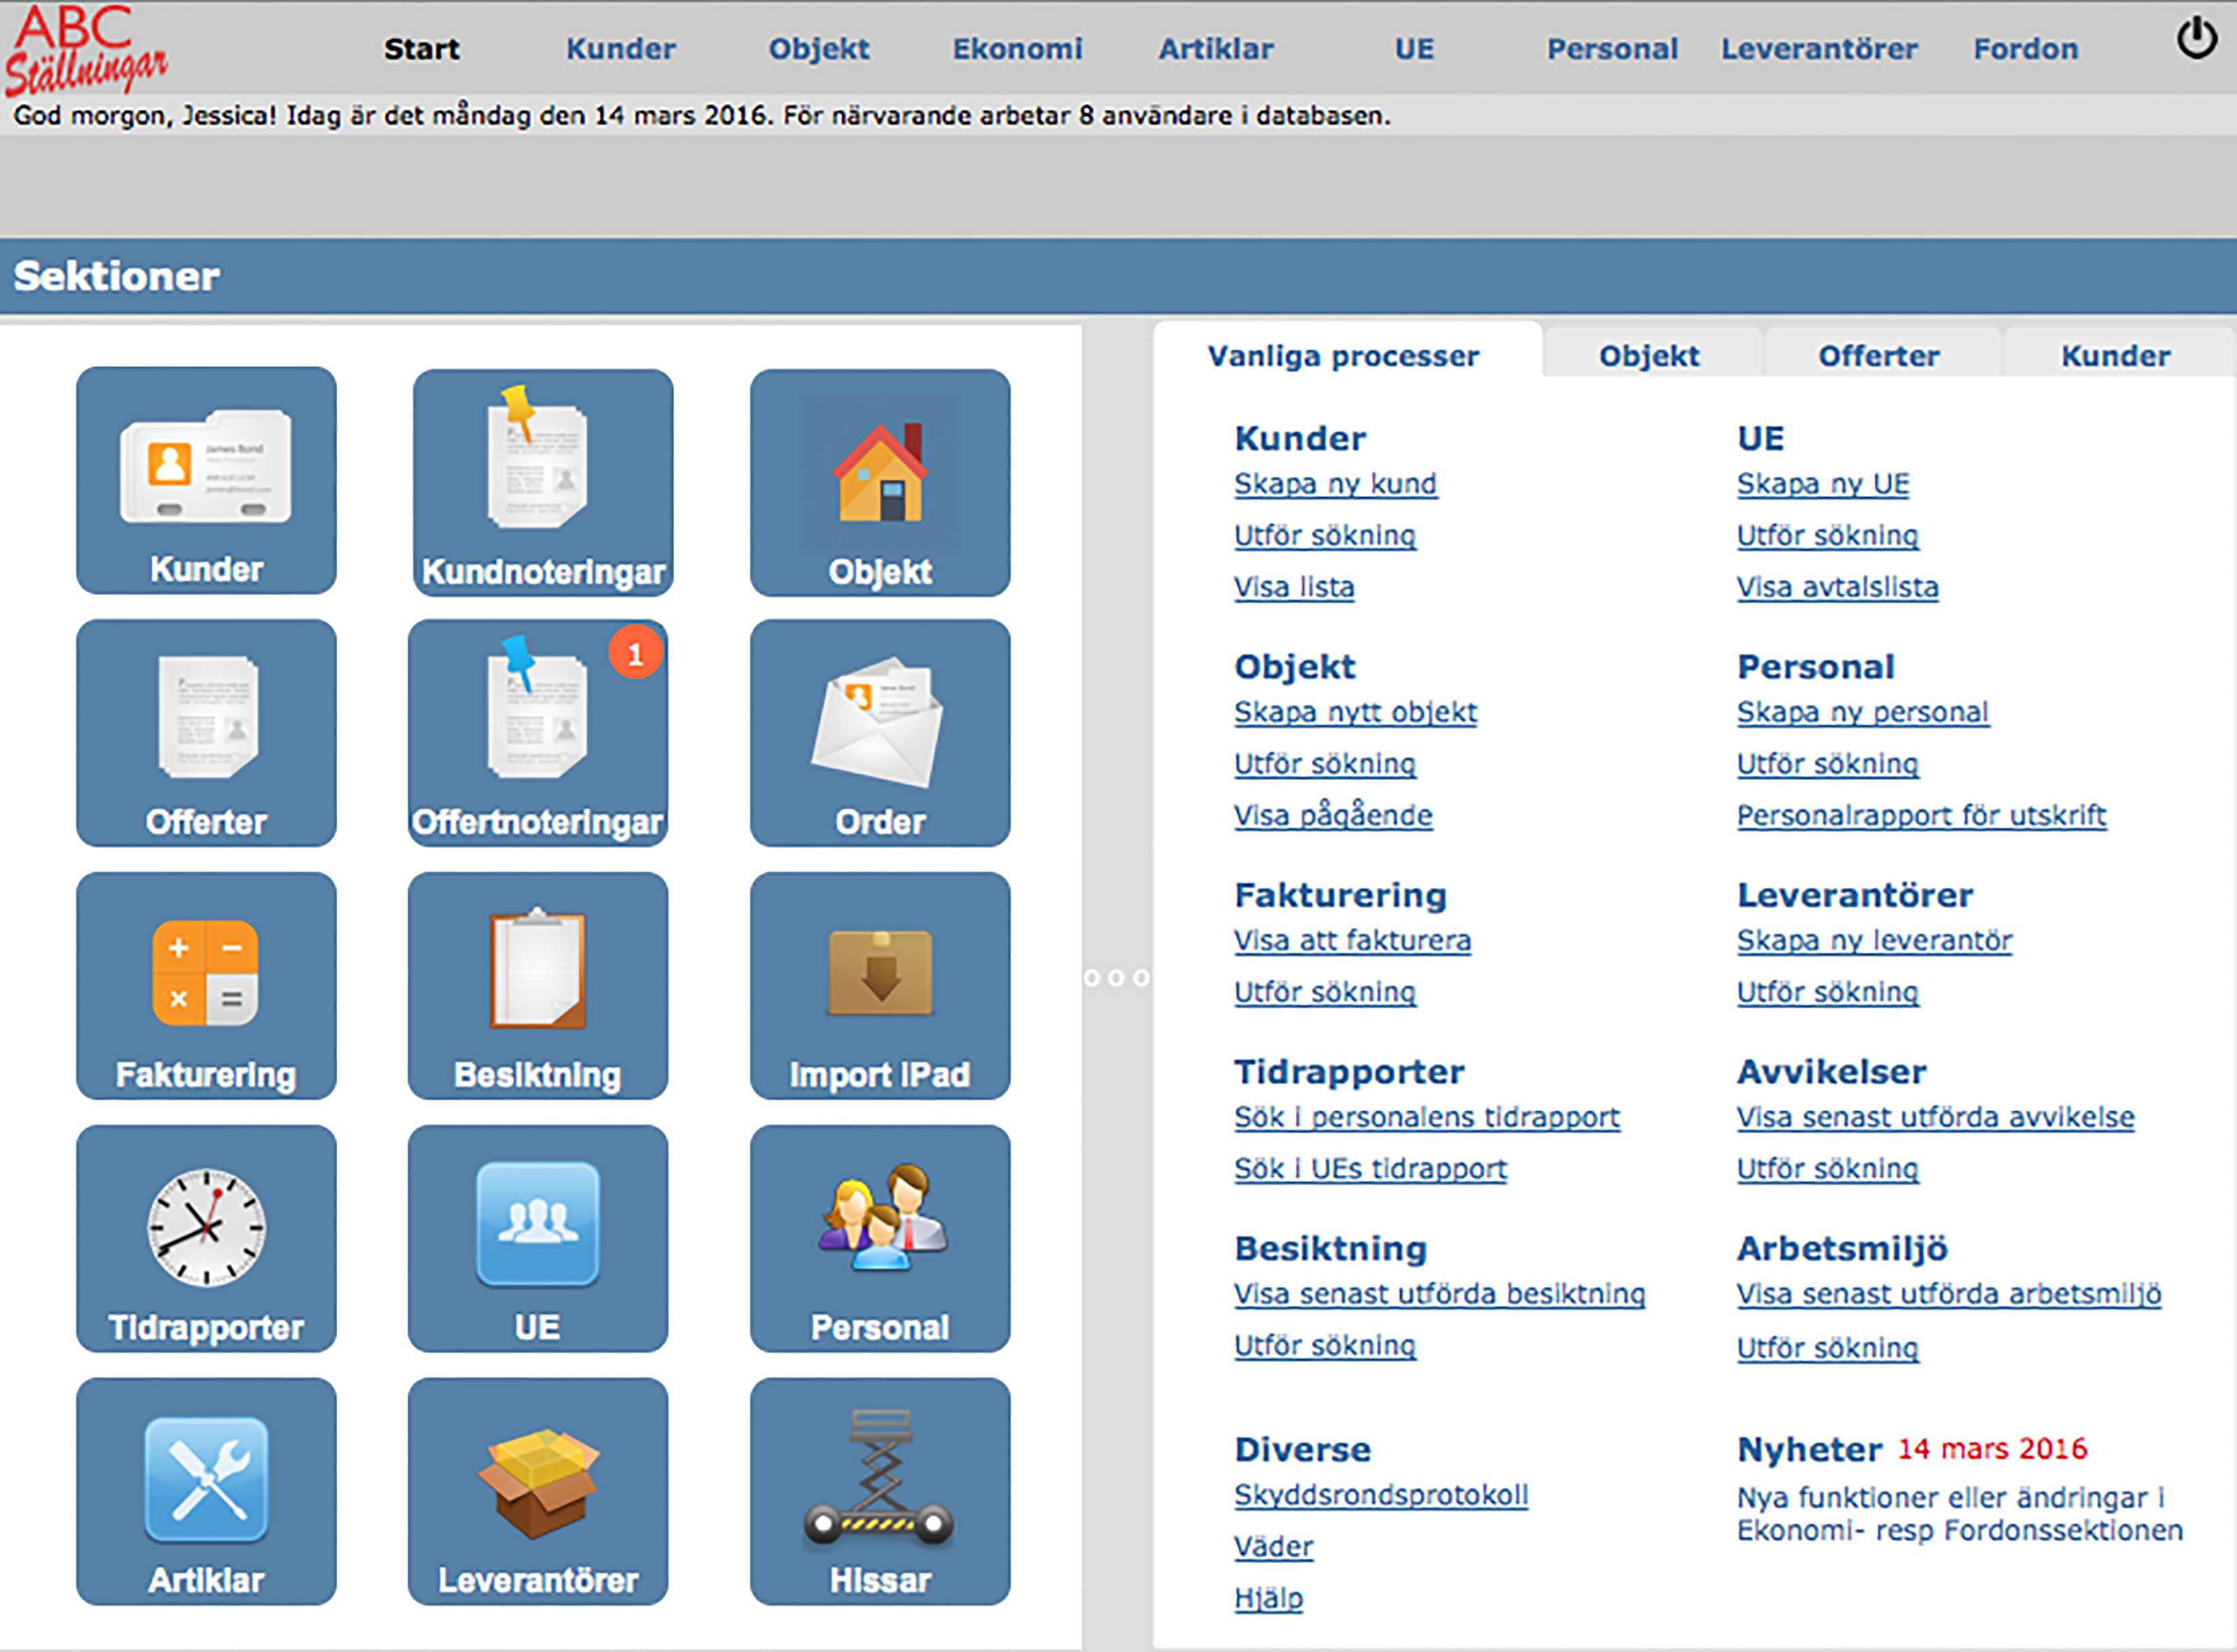 ABC
Ställningar
Start Kunder Objekt Ekonomi Artiklar UE Personal Leverantörer Fordon
God morgon, Jessica! Idag är det måndag den 14 mars 2016. För närvarande arbetar 8 användare i databasen.
Sektioner
Kunder
Kundnoteringar
Objekt
Offerter
1
Offertnoteringar
Order
Fakturering
Besiktning
Import iPad
Tidrapporter
UE
Personal
Artiklar
Leverantörer
Hissar
Vanliga processer Objekt Offerter Kunder
Kunder
Skapa ny kund
Utför sökning
Visa lista
Objekt
Skapa nytt objekt
Utför sökning
Visa pågående
Fakturering
Visa att fakturera
Utför sökning
Tidrapporter
Sök i personalens tidrapport
Sök i UEs tidrapport
Besiktning
Visa senast utförda besiktning
Utför sökning
Diverse
Skyddsrondsprotokoll
Väder
Hjälp
UE
Skapa ny UE
Utför sökning
Visa avtalslista
Personal
Skapa ny personal
Utför sökning
Personalrapport för utskrift
Leverantörer
Skapa ny leverantör
Utför sökning
Avvikelser
Visa senast utförda avvikelse
Utför sökning
Arbetsmiljö
Visa senast utförda arbetsmiljö
Utför sökning
Nyheter 14 mars 2016
Nya funktioner eller ändringar i
Ekonomi- resp Fordonssektionen
James Bond